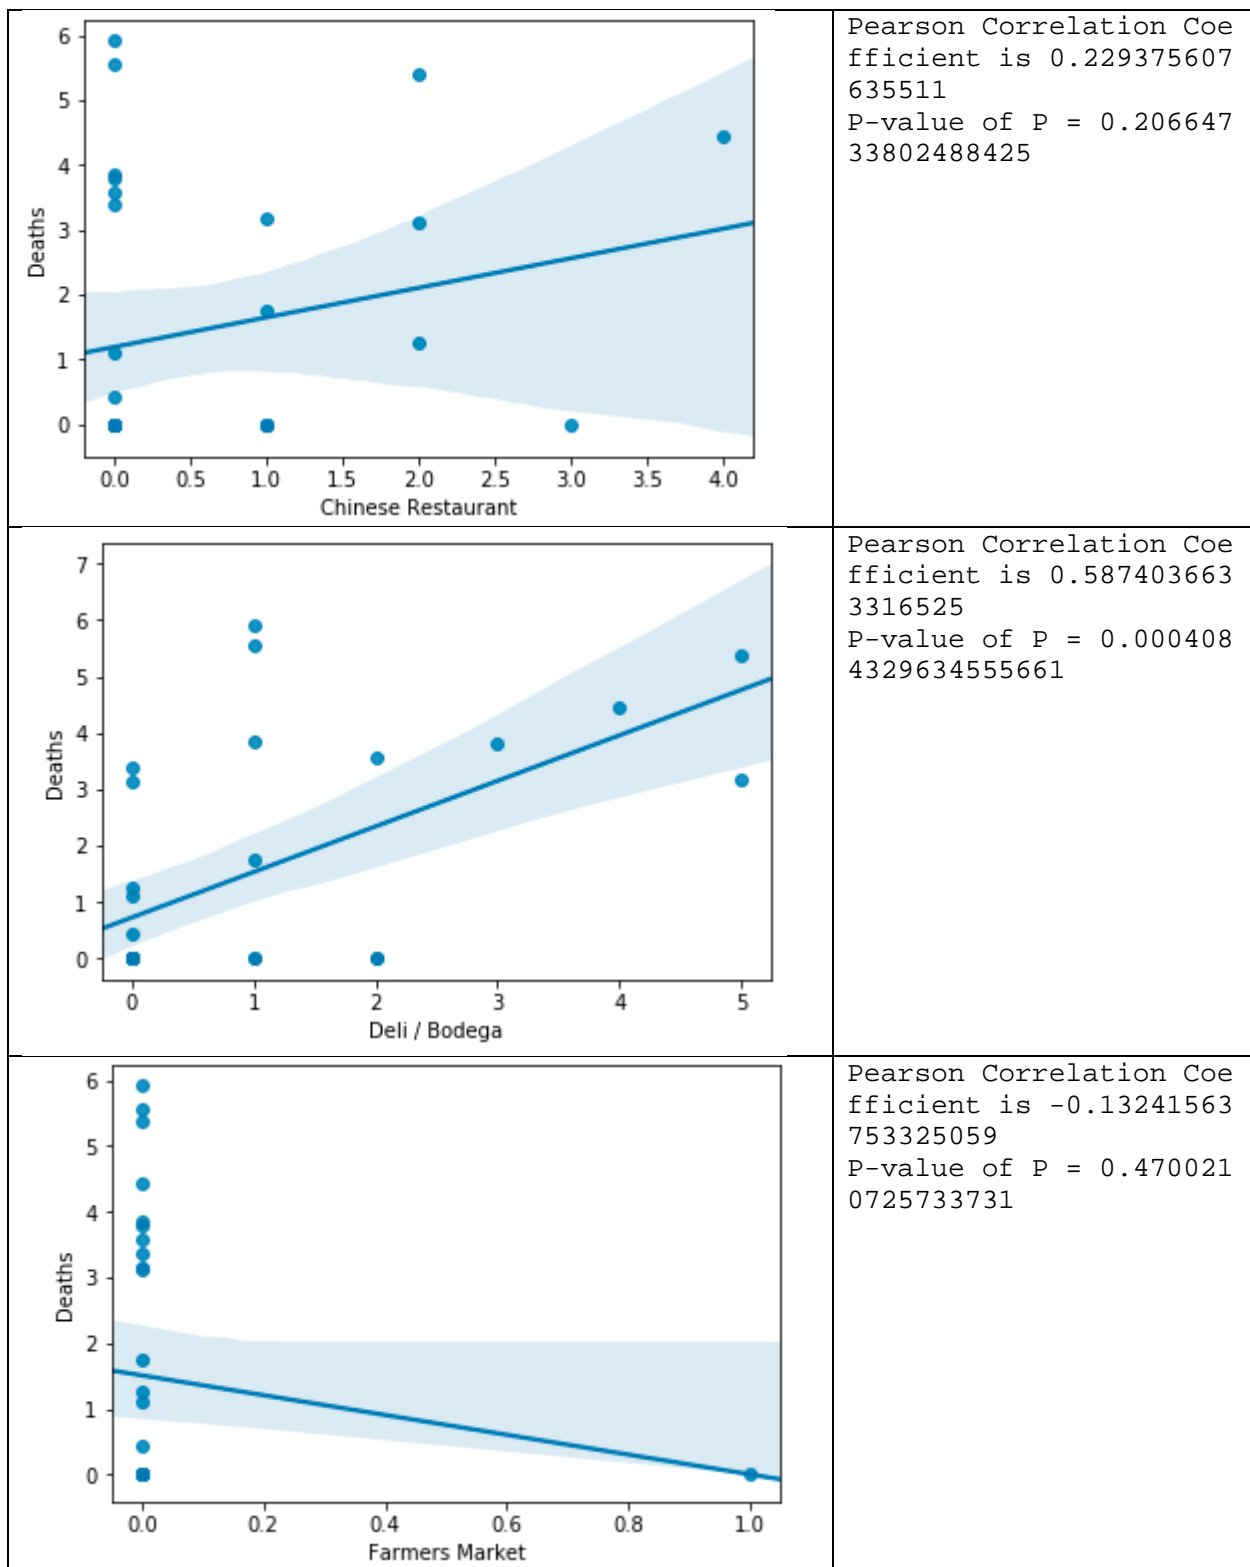 6
5
4
3
2
1
0
Deaths
0.0 0.5 1.0 1.5 2.0 2.5 3.0 3.5 4.0
Chinese Restaurant
Pearson Correlation Coe
fficient is 0.229375607
635511
P-value of P = 0.206647
33802488425
7
6
5
4
3
2
1
0
Deaths
0 1 2 3 4 5
Deli / Bodega
Pearson Correlation Coe
fficient is 0.587403663
3316525
P-value of P = 0.000408
4329634555661
6
5
4
3
2
1
0
Deaths
0.0 0.2 0.4 0.6 0.8 1.0
Farmers Market
Pearson Correlation Coe
fficient is -0.13241563
753325059
P-value of P = 0.470021
0725733731